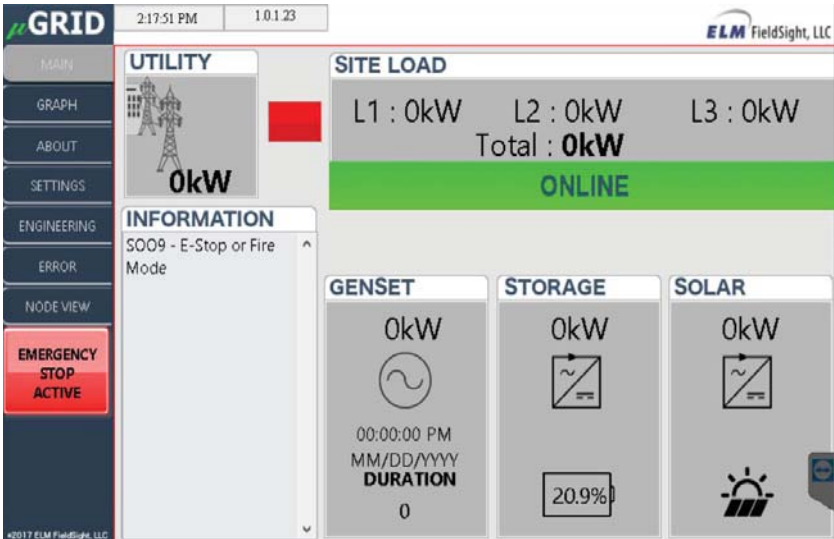 µGRID
2:17:51 PM
1.0.1.23
ELM FieldSight, LLC
MAIN
GRAPH
ABOUT
SETTINGS
ENGINEERING
ERROR
NODE VIEW
EMERGENCY
STOP
ACTIVE
©2017 ELM FieldSight, LLC
UTILITY
0kW
SITE LOAD
L1 : 0kW L2 : 0kW L3 : 0kW
Total : 0kW
ONLINE
INFORMATION
SOO9 - E-Stop or Fire
Mode
GENSET
0kW
00:00:00 PM
MM/DD/YYYY
DURATION
0
STORAGE
0kW
20.9%
SOLAR
0kW